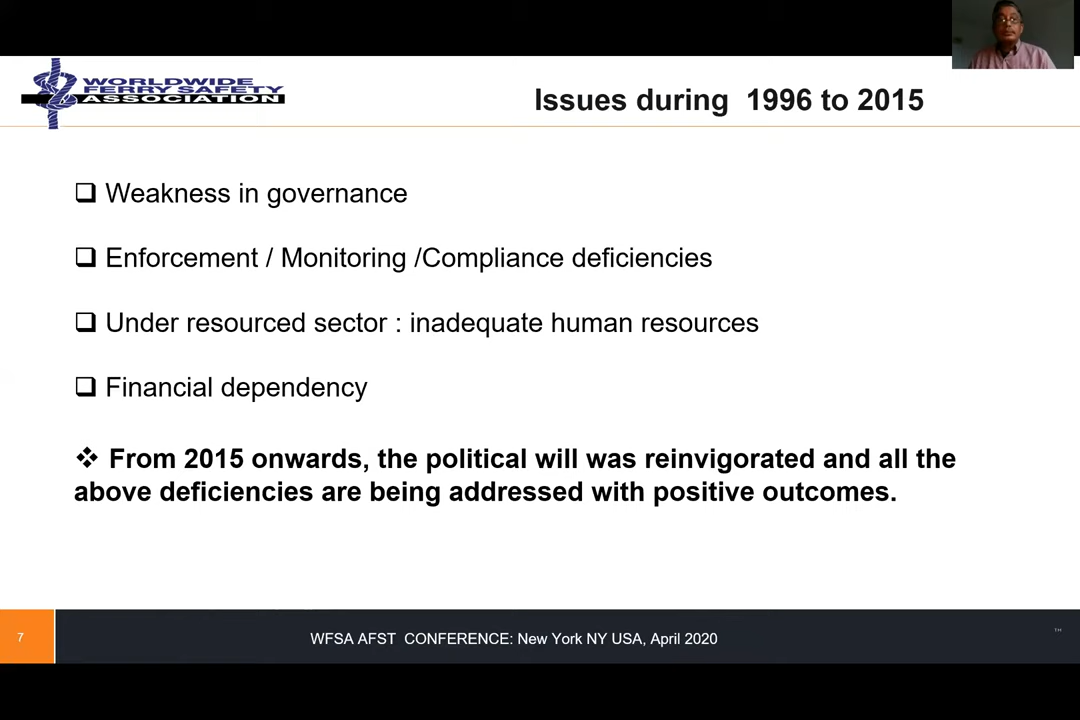 WORLDWIDE
FERRY SAFETY
ASSOCIATION
Issues during 1996 to 2015
❑ Weakness in governance
❑ Enforcement / Monitoring /Compliance deficiencies
❑ Under resourced sector : inadequate human resources
❑ Financial dependency
❖ From 2015 onwards, the political will was reinvigorated and all the
above deficiencies are being addressed with positive outcomes.
7
WFSA AFST CONFERENCE: New York NY USA, April 2020
TM